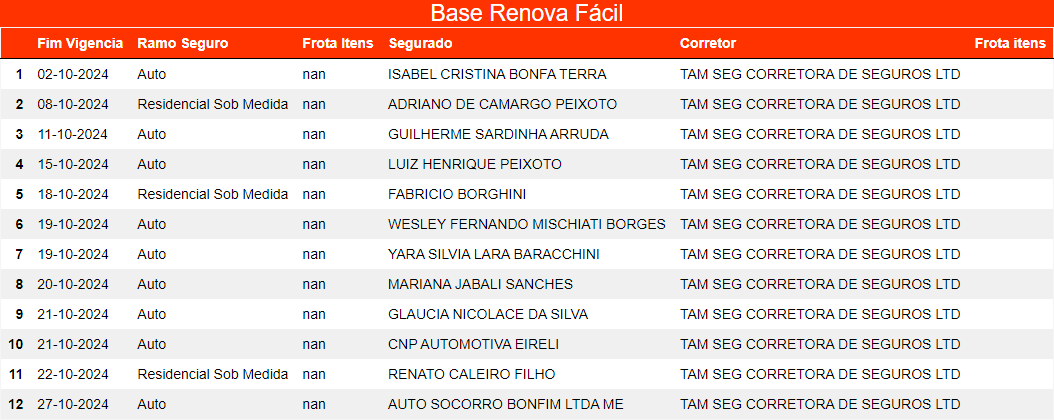 Base Renova Fácil
Fim Vigencia Ramo Seguro Frota Itens Segurado Corretor Frota itens
1 02-10-2024 Auto nan ISABEL CRISTINA BONFA TERRA TAM SEG CORRETORA DE SEGUROS LTD
2 08-10-2024 Residencial Sob Medida nan ADRIANO DE CAMARGO PEIXOTO TAM SEG CORRETORA DE SEGUROS LTD
3 11-10-2024 Auto nan GUILHERME SARDINHA ARRUDA TAM SEG CORRETORA DE SEGUROS LTD
4 15-10-2024 Auto nan LUIZ HENRIQUE PEIXOTO TAM SEG CORRETORA DE SEGUROS LTD
5 18-10-2024 Residencial Sob Medida nan FABRICIO BORGHINI TAM SEG CORRETORA DE SEGUROS LTD
6 19-10-2024 Auto nan WESLEY FERNANDO MISCHIATI BORGES TAM SEG CORRETORA DE SEGUROS LTD
7 19-10-2024 Auto nan YARA SILVIA LARA BARACCHINI TAM SEG CORRETORA DE SEGUROS LTD
8 20-10-2024 Auto nan MARIANA JABALI SANCHES TAM SEG CORRETORA DE SEGUROS LTD
9 21-10-2024 Auto nan GLAUCIA NICOLACE DA SILVA TAM SEG CORRETORA DE SEGUROS LTD
10 21-10-2024 Auto nan CNP AUTOMOTIVA EIRELI TAM SEG CORRETORA DE SEGUROS LTD
11 22-10-2024 Residencial Sob Medida nan RENATO CALEIRO FILHO TAM SEG CORRETORA DE SEGUROS LTD
12 27-10-2024 Auto nan AUTO SOCORRO BONFIM LTDA ME TAM SEG CORRETORA DE SEGUROS LTD